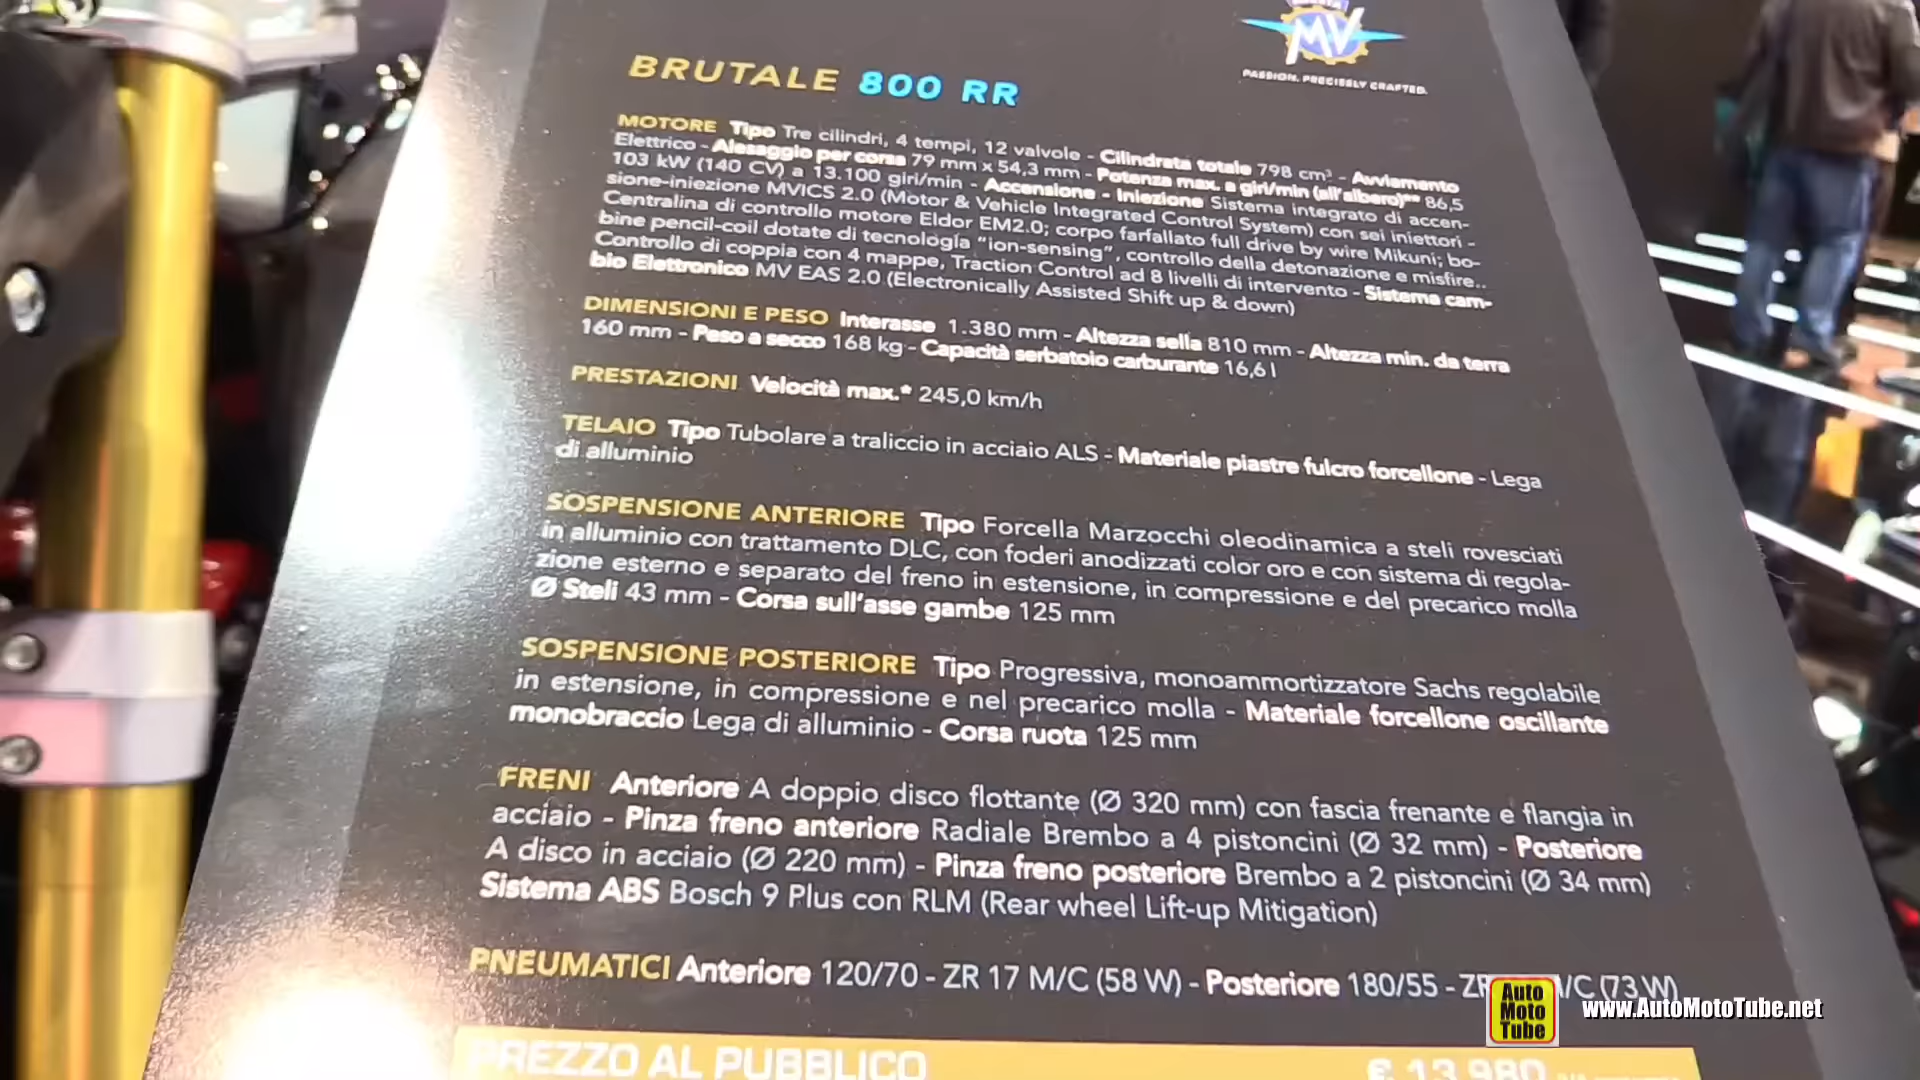 MV
PASSION. PRECISELY CRAFTED.
BRUTALE 800 RR
MOTORE Tipo Tre cilindri, 4 tempi, 12 valvole - Cilindrata totale 798 cm³ - Avviamento
Elettrico - Alesaggio per corsa 79 mm x 54,3 mm - Potenza max. a giri/min (all'albero)** 86,5
103 kW (140 CV) a 13.100 giri/min - Accensione - Iniezione Sistema integrato di accen-
sione-iniezione MVICS 2.0 (Motor & Vehicle Integrated Control System) con sei iniettori -
Centralina di controllo motore Eldor EM2.0; corpo farfallato full drive by wire Mikuni; bo-
bine pencil-coil dotate di tecnologia "ion-sensing", controllo della detonazione e misfire..
Controllo di coppia con 4 mappe, Traction Control ad 8 livelli di intervento - Sistema cam-
bio Elettronico MV EAS 2.0 (Electronically Assisted Shift up & down)
DIMENSIONI E PESO Interasse 1.380 mm - Altezza sella 810 mm - Altezza min. da terra
160 mm - Peso a secco 168 kg - Capacità serbatoio carburante 16,6 l
PRESTAZIONI Velocità max.* 245,0 km/h
TELAIO Tipo Tubolare a traliccio in acciaio ALS - Materiale piastre fulcro forcellone - Lega
di alluminio
SOSPENSIONE ANTERIORE Tipo Forcella Marzocchi oleodinamica a steli rovesciati
in alluminio con trattamento DLC, con foderi anodizzati color oro e con sistema di regola-
zione esterno e separato del freno in estensione, in compressione e del precarico molla
Ø Steli 43 mm - Corsa sull'asse gambe 125 mm
SOSPENSIONE POSTERIORE Tipo Progressiva, monoammortizzatore Sachs regolabile
in estensione, in compressione e nel precarico molla - Materiale forcellone oscillante
monobraccio Lega di alluminio - Corsa ruota 125 mm
FRENI Anteriore A doppio disco flottante (Ø 320 mm) con fascia frenante e flangia in
acciaio - Pinza freno anteriore Radiale Brembo a 4 pistoncini (Ø 32 mm) - Posteriore
A disco in acciaio (Ø 220 mm) - Pinza freno posteriore Brembo a 2 pistoncini (Ø 34 mm)
Sistema ABS Bosch 9 Plus con RLM (Rear wheel Lift-up Mitigation)
PNEUMATICI Anteriore 120/70 - ZR 17 M/C (58 W) - Posteriore 180/55 - ZR /C (73 W)
Auto
Moto
Tube
www.AutoMotoTube.net
PREZZO AL PUBBLICO € 13.980